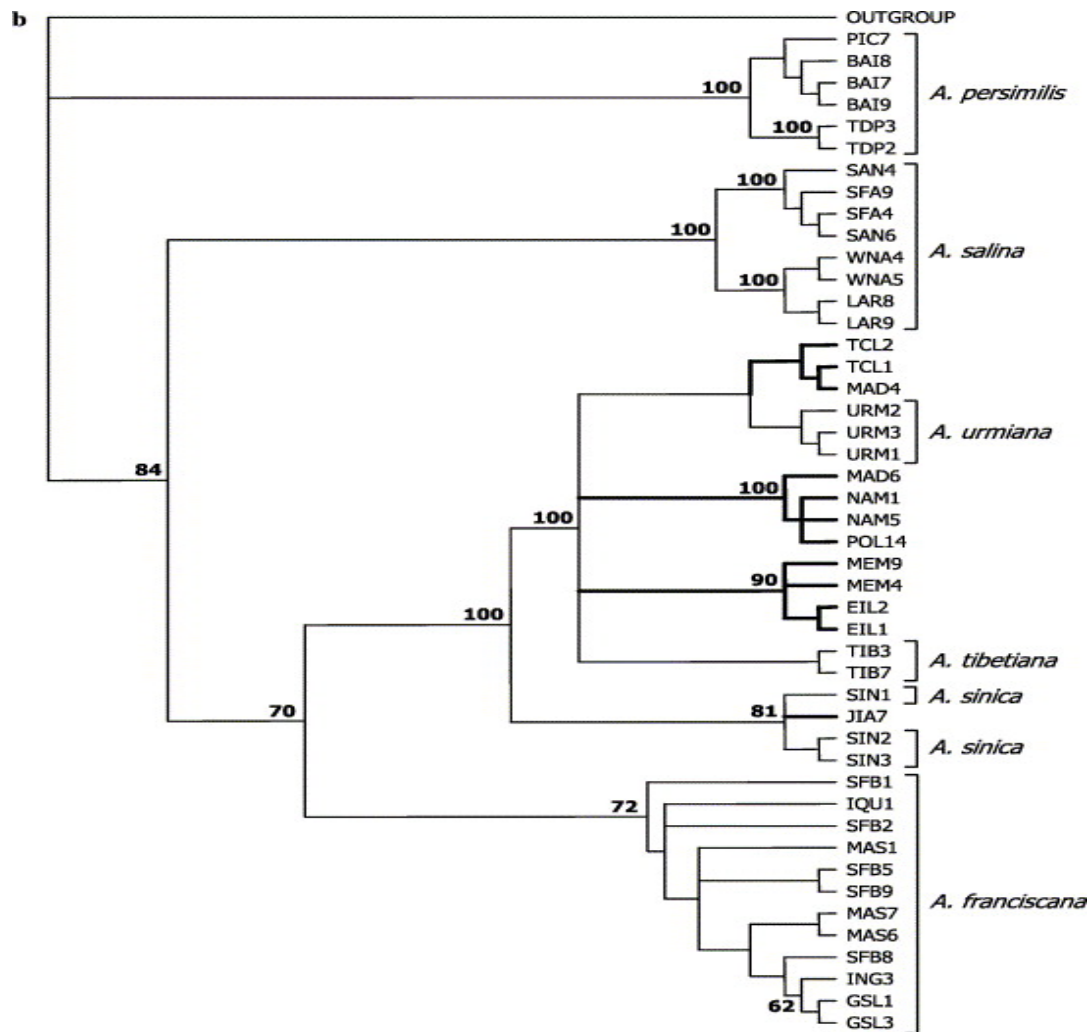 b
OUTGROUP
PIC7
BAI8
BAI7
BAI9
TDP3
TDP2
100
100
A. persimilis
SAN4
SFA9
SFA4
SAN6
WNA4
WNA5
LAR8
LAR9
100
100
100
A. salina
TCL2
TCL1
MAD4
URM2
URM3
URM1
A. urmiana
84
MAD6
NAM1
NAM5
POL14
100
100
MEM9
MEM4
EIL2
EIL1
90
100
TIB3
TIB7
A. tibetiana
SIN1
A. sinica
70
81
JIA7
SIN2
SIN3
A. sinica
SFB1
IQU1
SFB2
MAS1
SFB5
SFB9
MAS7
MAS6
SFB8
ING3
GSL1
GSL3
72
62
A. franciscana